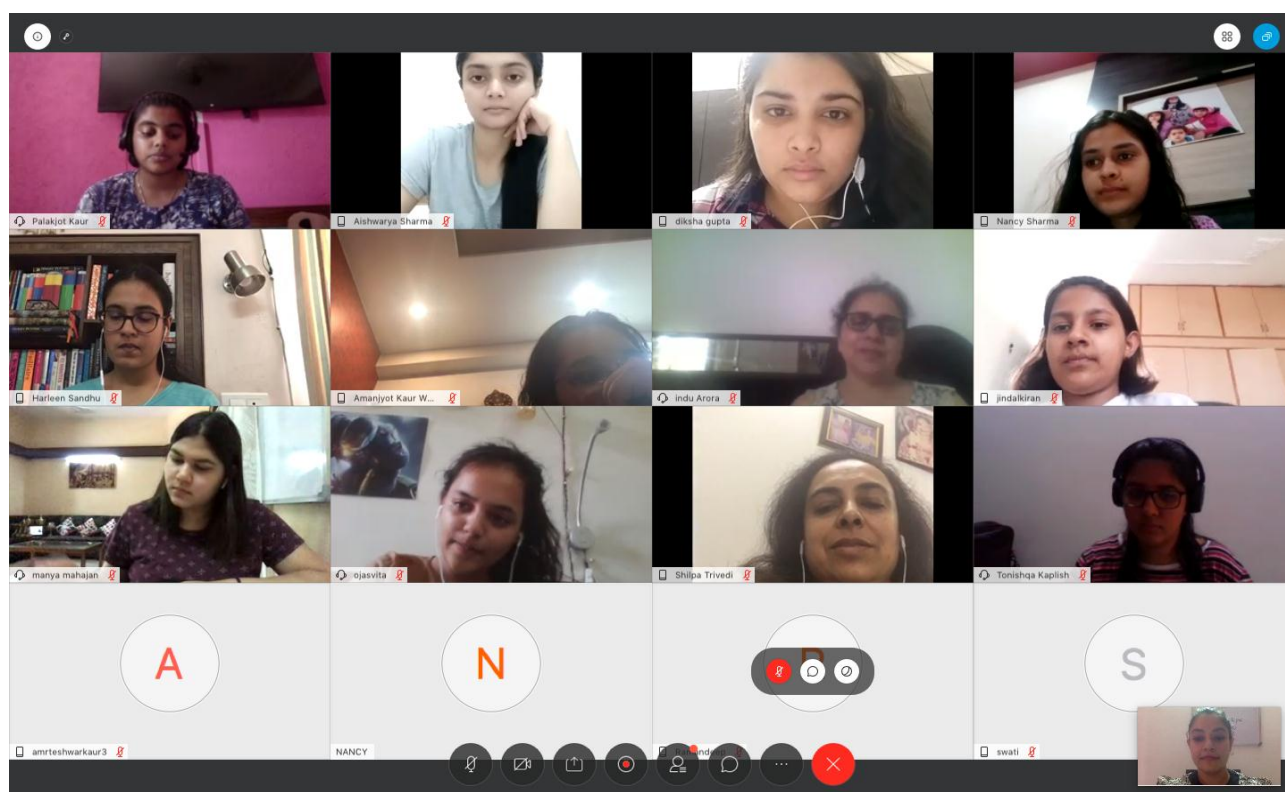 Palakjot Kaur
Aishwarya Sharma
diksha gupta
Nancy Sharma
Harleen Sandhu
Amanjyot Kaur W...
indu Arora
jindalkiran
manya mahajan
ojasvita
Shilpa Trivedi
Tonishqa Kaplish
A
N
S
amrteshwarkaur3
NANCY
swati